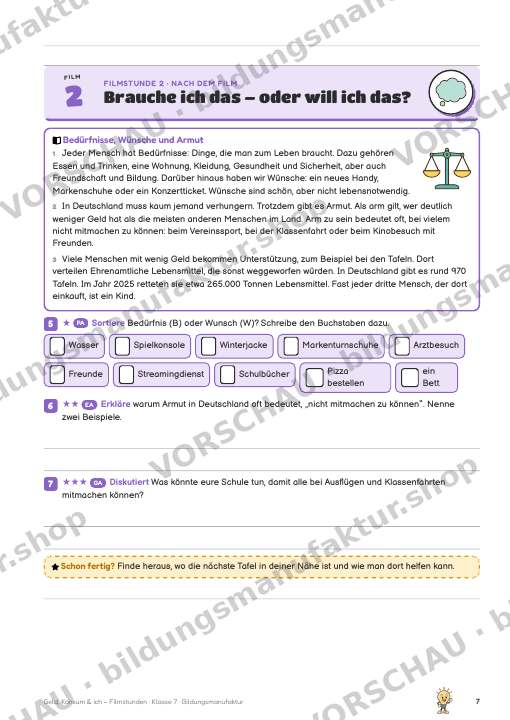 FILM
2
FILMSTUNDE 2 · NACH DEM FILM
Brauche ich das – oder will ich das?
Bedürfnisse, Wünsche und Armut
1 Jeder Mensch hat Bedürfnisse: Dinge, die man zum Leben braucht. Dazu gehören
Essen und Trinken, eine Wohnung, Kleidung, Gesundheit und Sicherheit, aber auch
Freundschaft und Bildung. Darüber hinaus haben wir Wünsche: ein neues Handy,
Markenschuhe oder ein Konzertticket. Wünsche sind schön, aber nicht lebensnotwendig.
2 In Deutschland muss kaum jemand verhungern. Trotzdem gibt es Armut. Als arm gilt, wer deutlich
weniger Geld hat als die meisten anderen Menschen im Land. Arm zu sein bedeutet oft, bei vielem
nicht mitmachen zu können: beim Vereinssport, bei der Klassenfahrt oder beim Kinobesuch mit
Freunden.
3 Viele Menschen mit wenig Geld bekommen Unterstützung, zum Beispiel bei den Tafeln. Dort
verteilen Ehrenamtliche Lebensmittel, die sonst weggeworfen würden. In Deutschland gibt es rund 970
Tafeln. Im Jahr 2025 retteten sie etwa 265.000 Tonnen Lebensmittel. Fast jeder dritte Mensch, der dort
einkauft, ist ein Kind.
5 ★ PA Sortiere Bedürfnis (B) oder Wunsch (W)? Schreibe den Buchstaben dazu.
Wasser Spielkonsole Winterjacke Markenturnschuhe Arztbesuch
Freunde Streamingdienst Schulbücher Pizza bestellen ein Bett
6 ★★ EA Erkläre warum Armut in Deutschland oft bedeutet, „nicht mitmachen zu können“. Nenne
zwei Beispiele.
7 ★★★ GA Diskutiert Was könnte eure Schule tun, damit alle bei Ausflügen und Klassenfahrten
mitmachen können?
★ Schon fertig? Finde heraus, wo die nächste Tafel in deiner Nähe ist und wie man dort helfen kann.
Geld, Konsum & Ich – Filmstunden · Klasse 7 · Bildungsmanufaktur
7
VORSCHAU · bildungsmanufaktur.shop